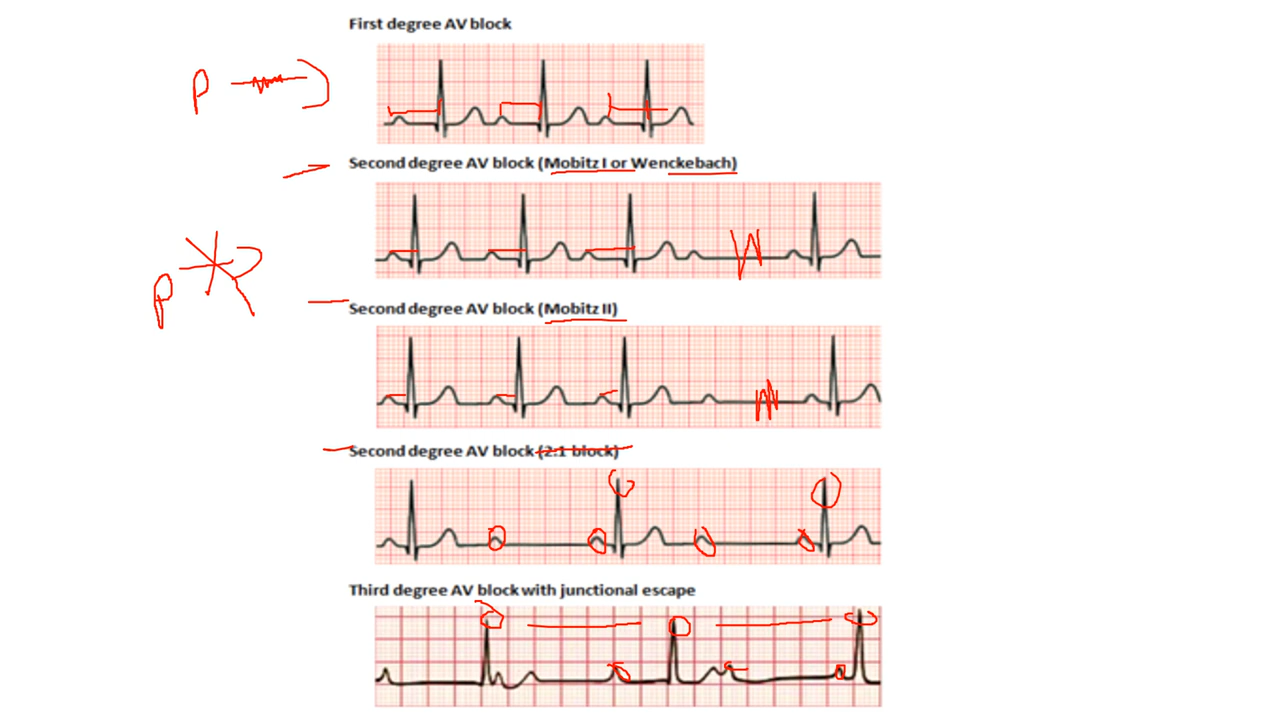 First degree AV block
P
Second degree AV block (Mobitz I or Wenckebach)
P R
Second degree AV block (Mobitz II)
Second degree AV block (2:1 block)
Third degree AV block with junctional escape